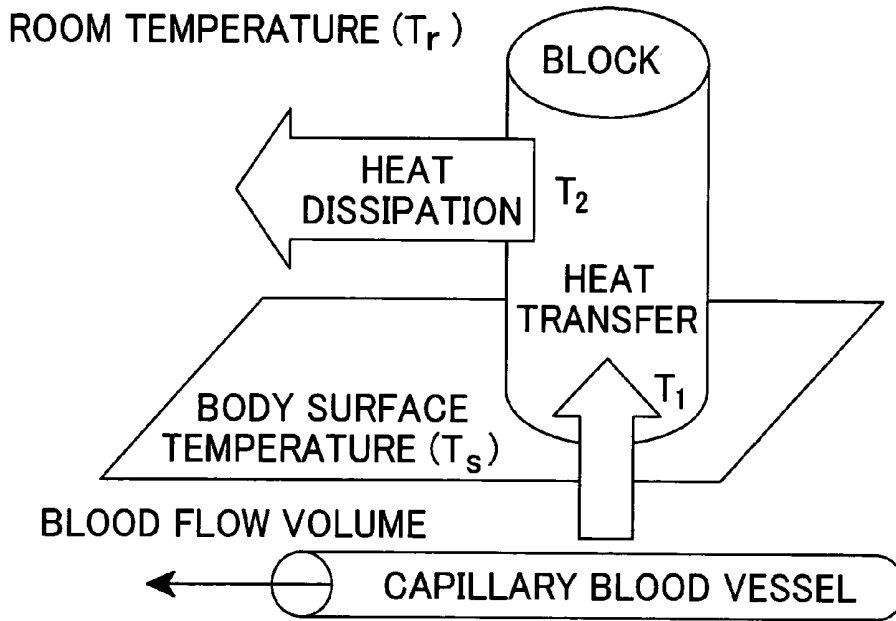 ROOM TEMPERATURE (Tr)
BLOCK
HEAT
DISSIPATION
T2
HEAT
TRANSFER
T1
BODY SURFACE
TEMPERATURE (Ts)
BLOOD FLOW VOLUME
CAPILLARY BLOOD VESSEL